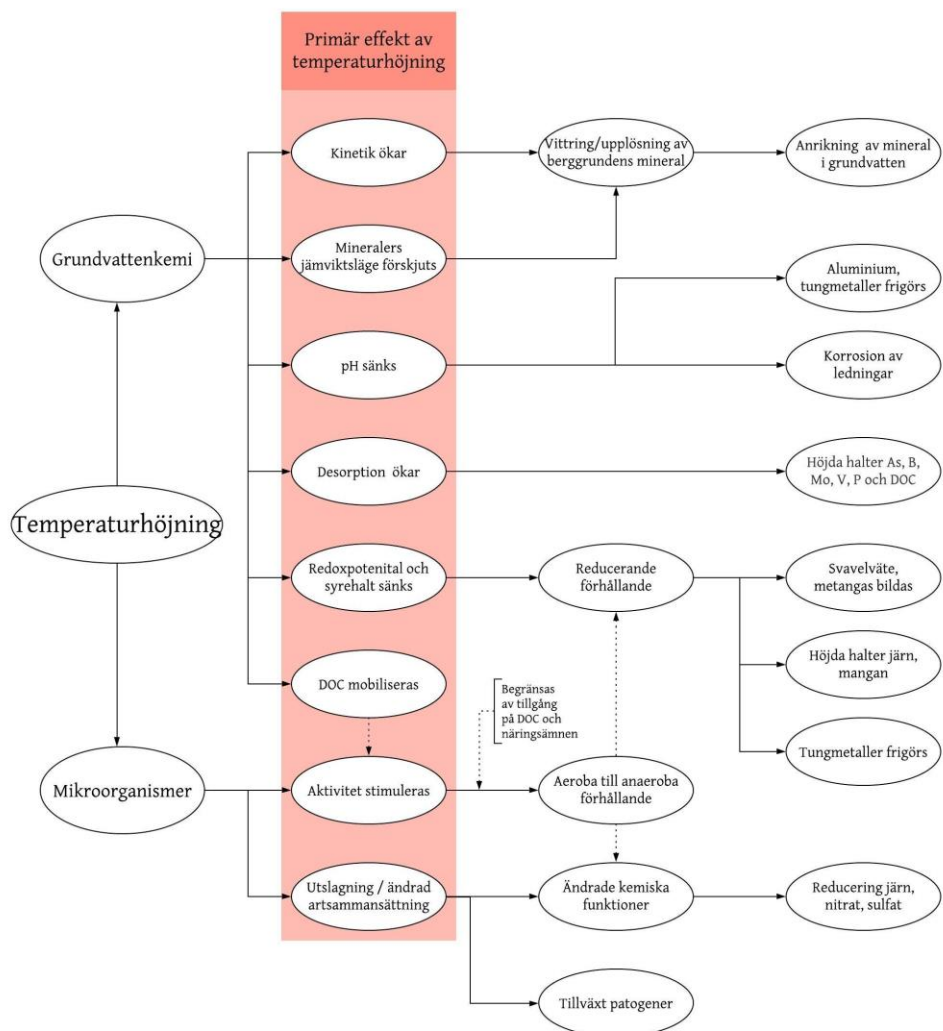 Primär effekt av
temperaturhöjning
Kinetik ökar
Vittring/upplösning av
berggrundens mineral
Anrikning av mineral
i grundvatten
Grundvattenkemi
Mineralers
jämviktsläge förskjuts
Aluminium,
tungmetaller frigörs
pH sänks
Korrosion av
ledningar
Desorption ökar
Höjda halter As, B,
Mo, V, P och DOC
Temperaturhöjning
Redoxpotenital och
syrehalt sänks
Reducerande
förhållande
Svavelväte,
metangas bildas
DOC mobiliseras
Höjda halter järn,
mangan
Begränsas
av tillgång
på DOC och
näringsämnen
Tungmetaller frigörs
Mikroorganismer
Aktivitet stimuleras
Aeroba till anaeroba
förhållande
Utslagning / ändrad
artsammansättning
Ändrade kemiska
funktioner
Reducering järn,
nitrat, sulfat
Tillväxt patogener